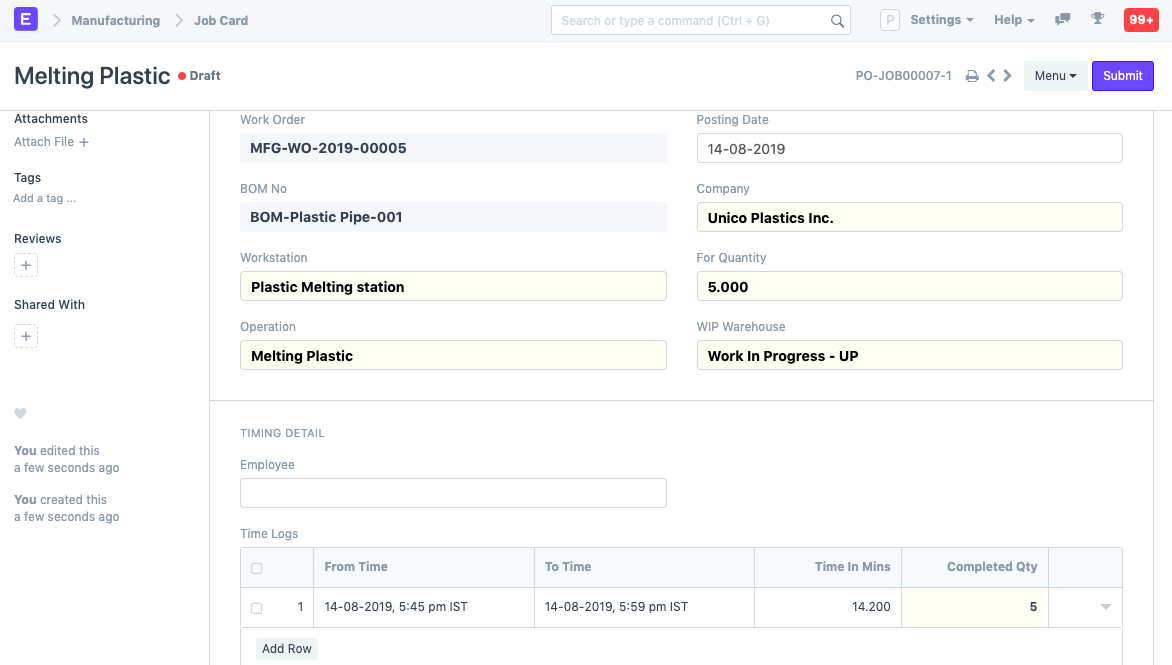 E Manufacturing Job Card Search or type a command (Ctrl + G) P Settings Help 99+
Melting Plastic Draft PO-JOB00007-1 Menu Submit
Attachments
Attach File +
Tags
Add a tag ...
Reviews
+
Shared With
+
You edited this
a few seconds ago
You created this
a few seconds ago
Work Order
MFG-WO-2019-00005
BOM No
BOM-Plastic Pipe-001
Workstation
Plastic Melting station
Operation
Melting Plastic
Posting Date
14-08-2019
Company
Unico Plastics Inc.
For Quantity
5.000
WIP Warehouse
Work In Progress - UP
TIMING DETAIL
Employee
Time Logs
From Time To Time Time In Mins Completed Qty
1 14-08-2019, 5:45 pm IST 14-08-2019, 5:59 pm IST 14.200 5
Add Row